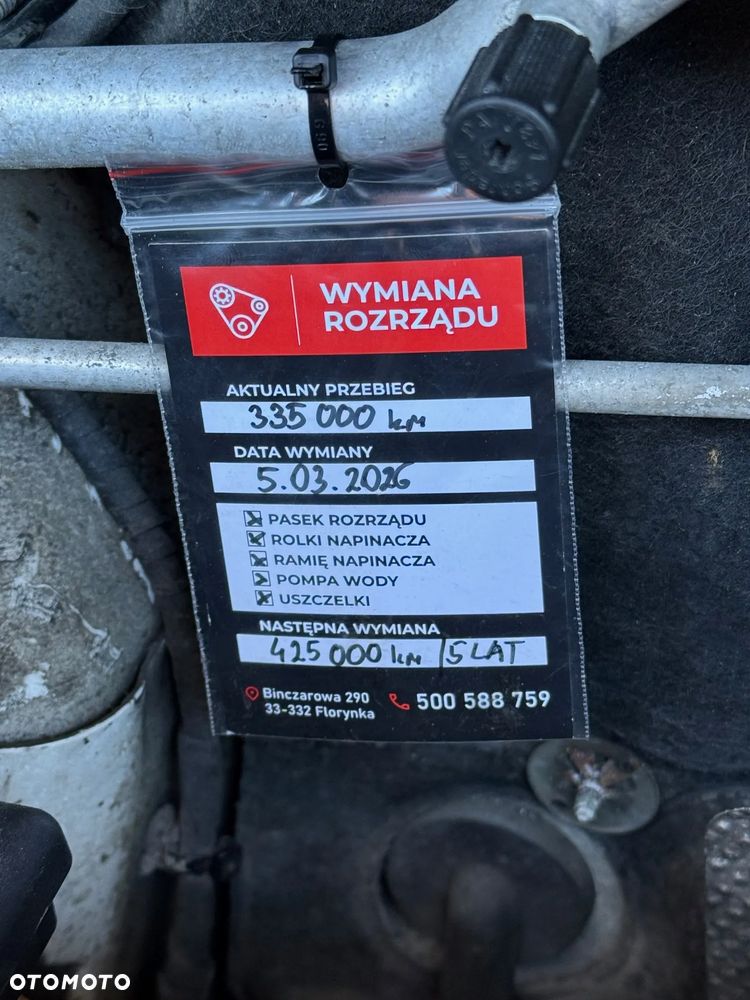 WYMIANA
ROZRZĄDU
AKTUALNY PRZEBIEG
335 000 km
DATA WYMIANY
5.03.2026
PASEK ROZRZĄDU
ROLKI NAPINACZA
RAMIĘ NAPINACZA
POMPA WODY
USZCZELKI
NASTĘPNA WYMIANA
425 000 km / 5 LAT
Binczarowa 290
33-332 Florynka
500 588 759
OTOMOTO